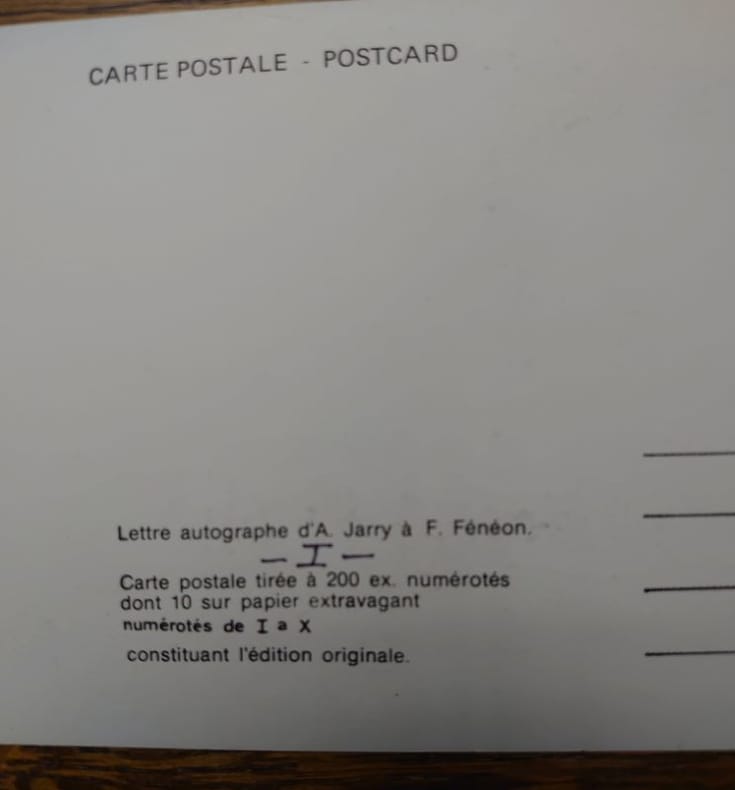 CARTE POSTALE - POSTCARD
Lettre autographe d'A. Jarry à F. Fénéon.
— I —
Carte postale tirée à 200 ex. numérotés
dont 10 sur papier extravagant
numérotés de I a X
constituant l'édition originale.